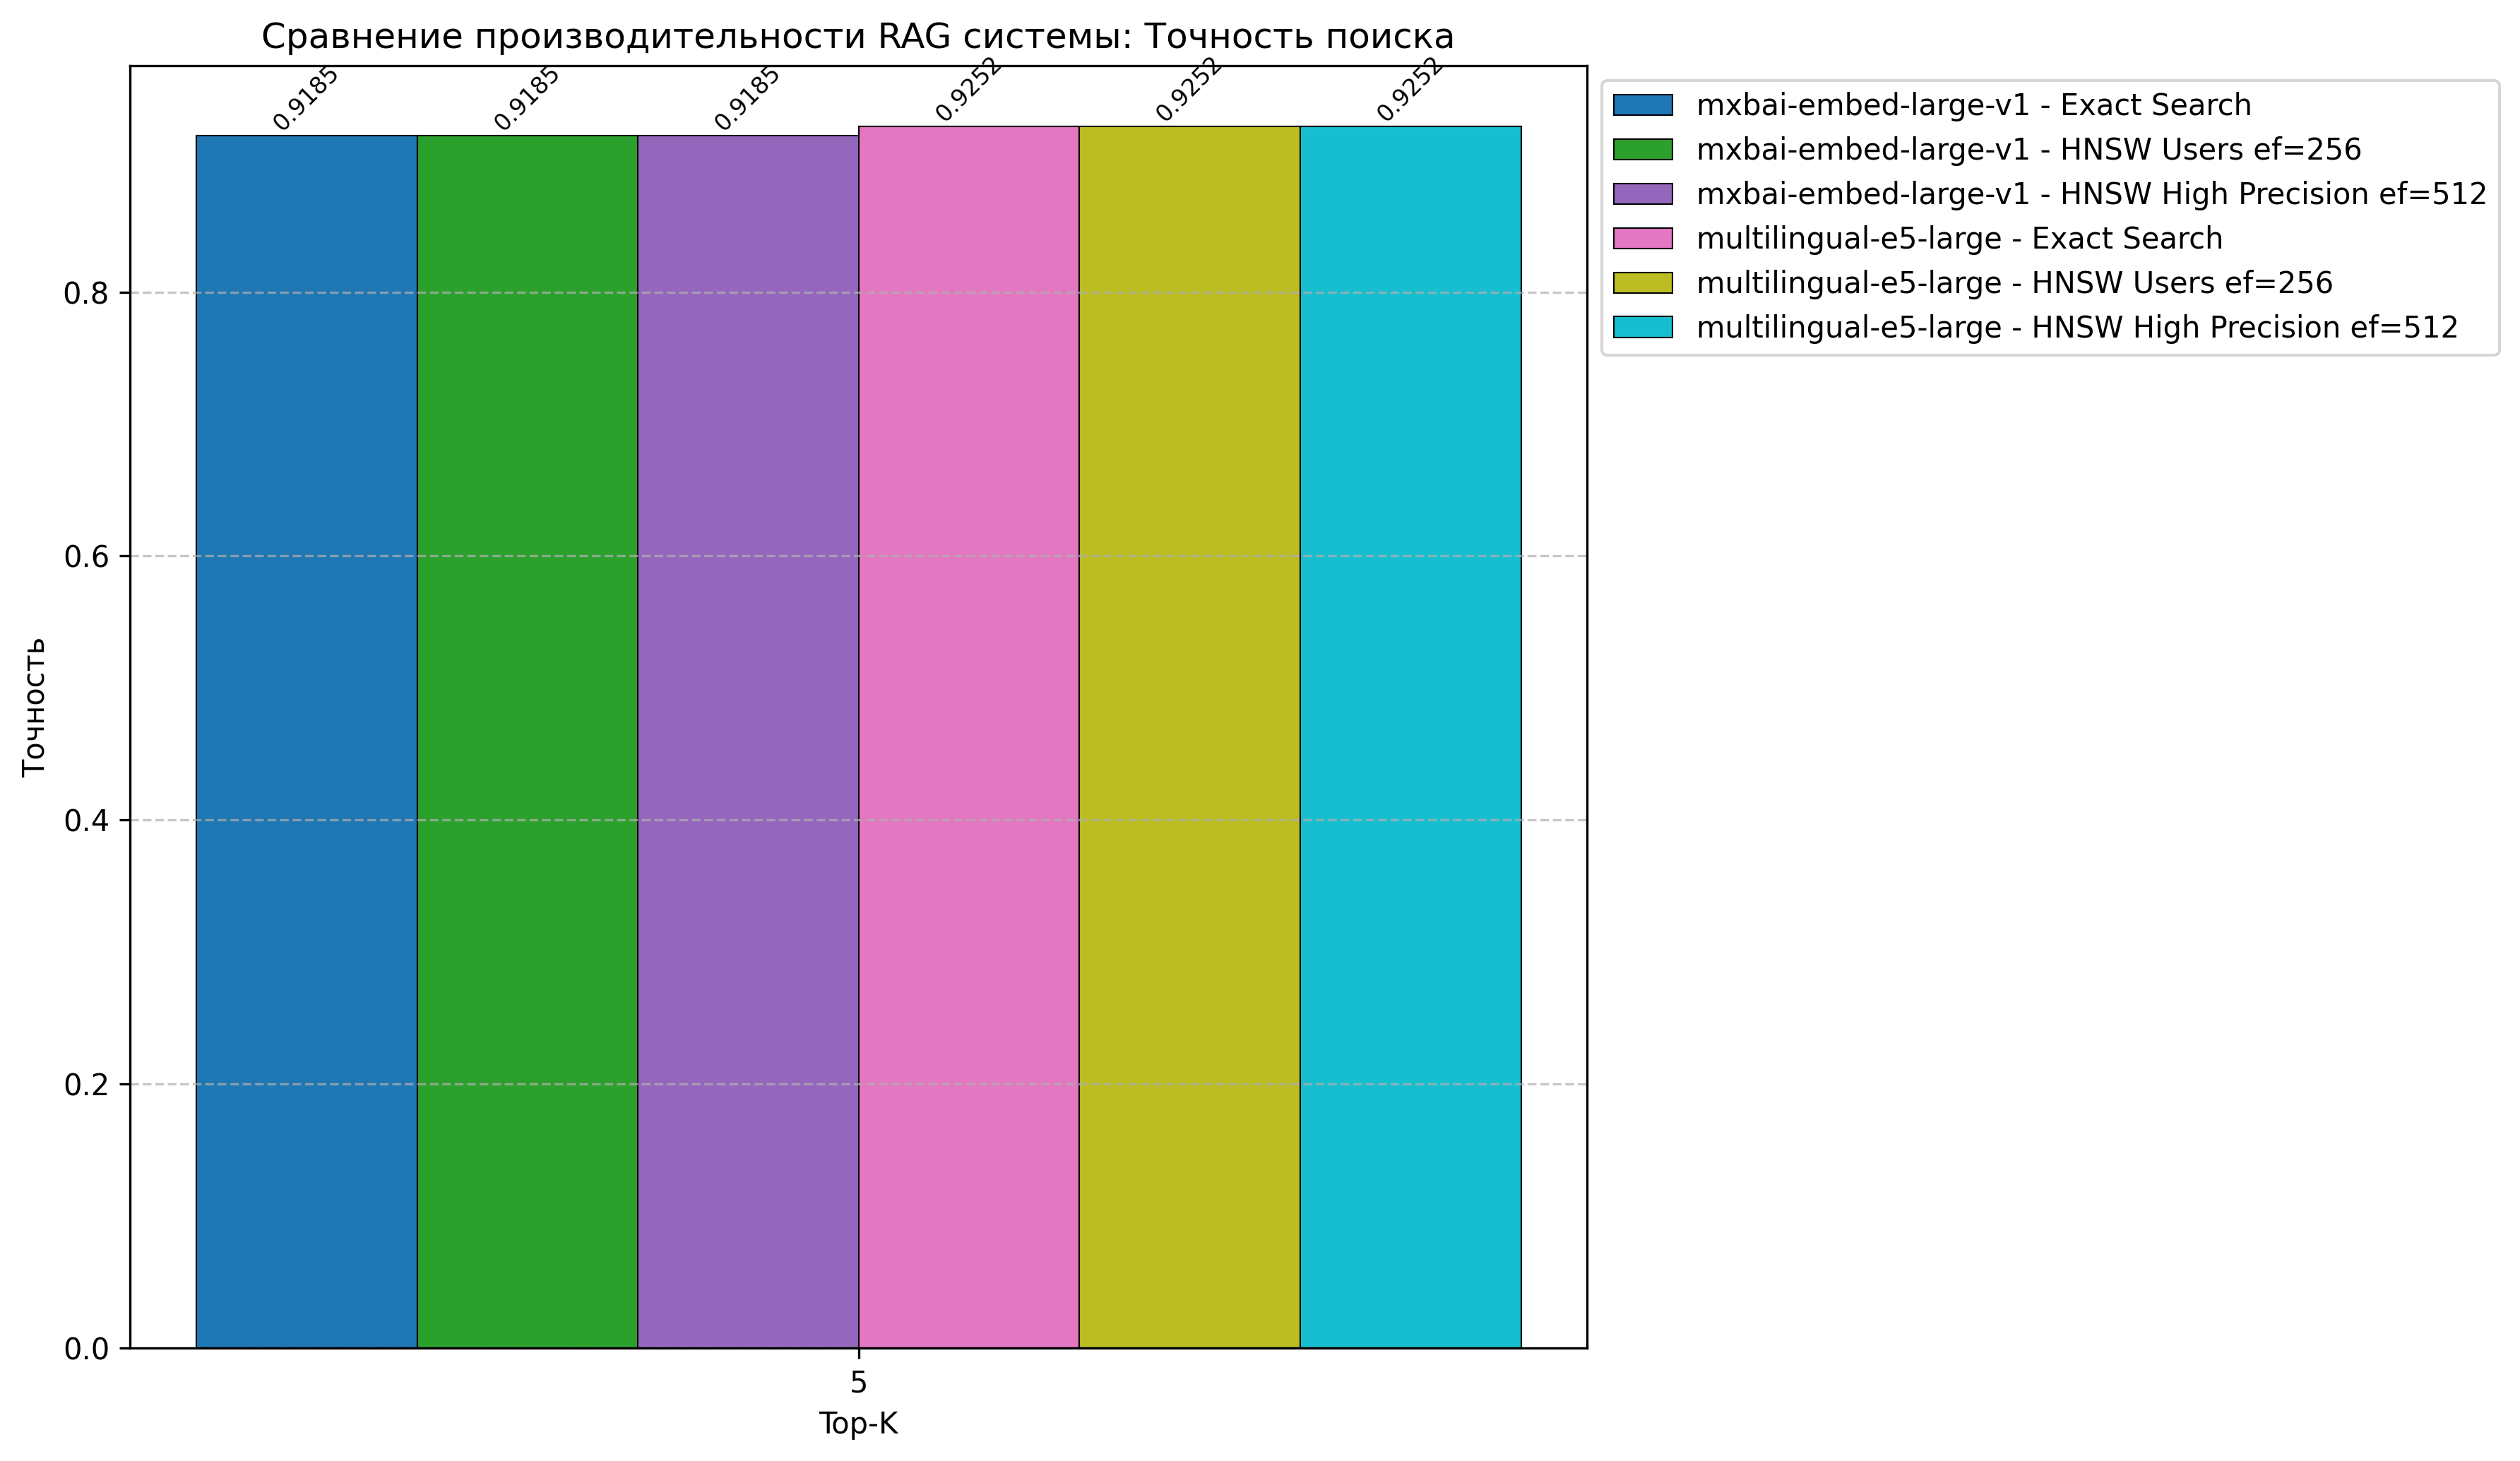 Сравнение производительности RAG системы: Точность поиска
0.9185
0.9185
0.9185
0.9252
0.9252
0.9252
mxbai-embed-large-v1 - Exact Search
mxbai-embed-large-v1 - HNSW Users ef=256
mxbai-embed-large-v1 - HNSW High Precision ef=512
multilingual-e5-large - Exact Search
multilingual-e5-large - HNSW Users ef=256
multilingual-e5-large - HNSW High Precision ef=512
Точность
0.8
0.6
0.4
0.2
0.0
5
Top-K